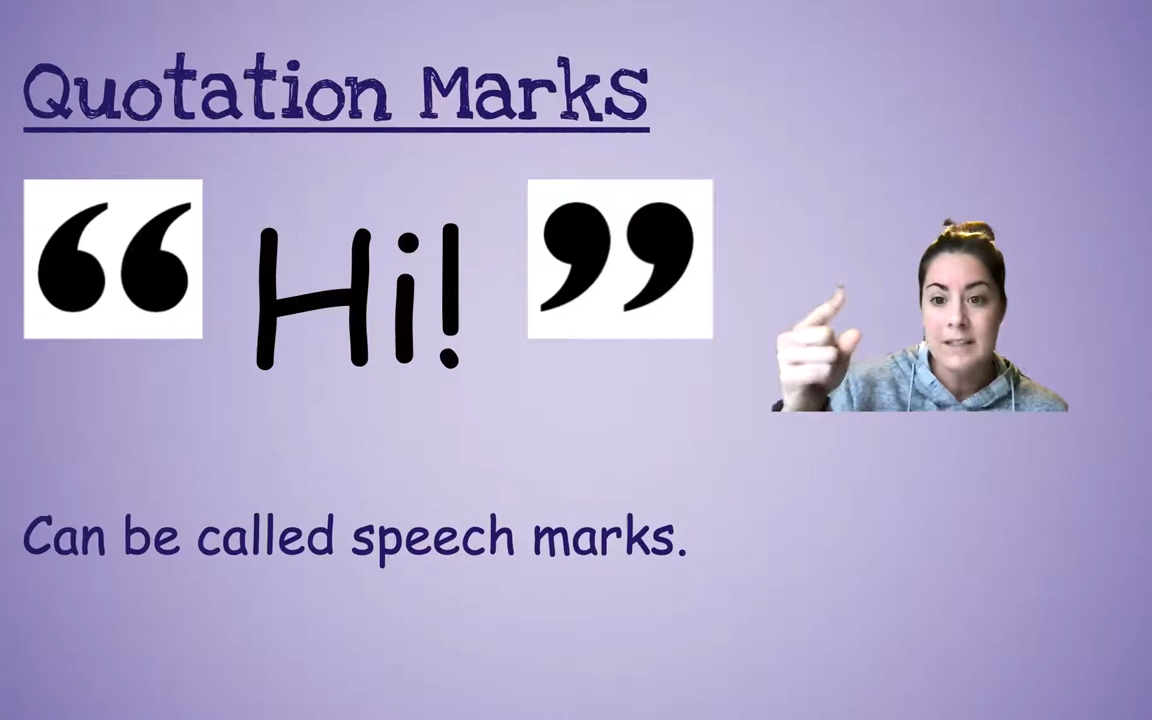 Quotation Marks
“ Hi! ”
Can be called speech marks.